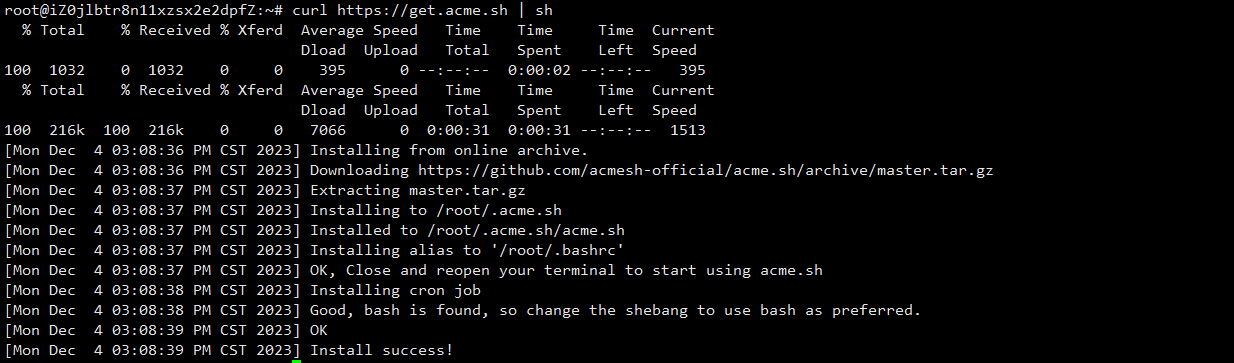 root@iZ0jlbtr8n11xzsx2e2dpfZ:~# curl https://get.acme.sh | sh
  % Total    % Received % Xferd  Average Speed   Time    Time     Time  Current
                                 Dload  Upload   Total   Spent    Left  Speed
100  1032    0  1032    0     0    395      0 --:--:--  0:00:02 --:--:--   395
  % Total    % Received % Xferd  Average Speed   Time    Time     Time  Current
                                 Dload  Upload   Total   Spent    Left  Speed
100  216k  100  216k    0     0   7066      0  0:00:31  0:00:31 --:--:--  1513
[Mon Dec  4 03:08:36 PM CST 2023] Installing from online archive.
[Mon Dec  4 03:08:36 PM CST 2023] Downloading https://github.com/acmesh-official/acme.sh/archive/master.tar.gz
[Mon Dec  4 03:08:37 PM CST 2023] Extracting master.tar.gz
[Mon Dec  4 03:08:37 PM CST 2023] Installing to /root/.acme.sh
[Mon Dec  4 03:08:37 PM CST 2023] Installed to /root/.acme.sh/acme.sh
[Mon Dec  4 03:08:37 PM CST 2023] Installing alias to '/root/.bashrc'
[Mon Dec  4 03:08:37 PM CST 2023] OK, Close and reopen your terminal to start using acme.sh
[Mon Dec  4 03:08:38 PM CST 2023] Installing cron job
[Mon Dec  4 03:08:38 PM CST 2023] Good, bash is found, so change the shebang to use bash as preferred.
[Mon Dec  4 03:08:39 PM CST 2023] OK
[Mon Dec  4 03:08:39 PM CST 2023] Install success!